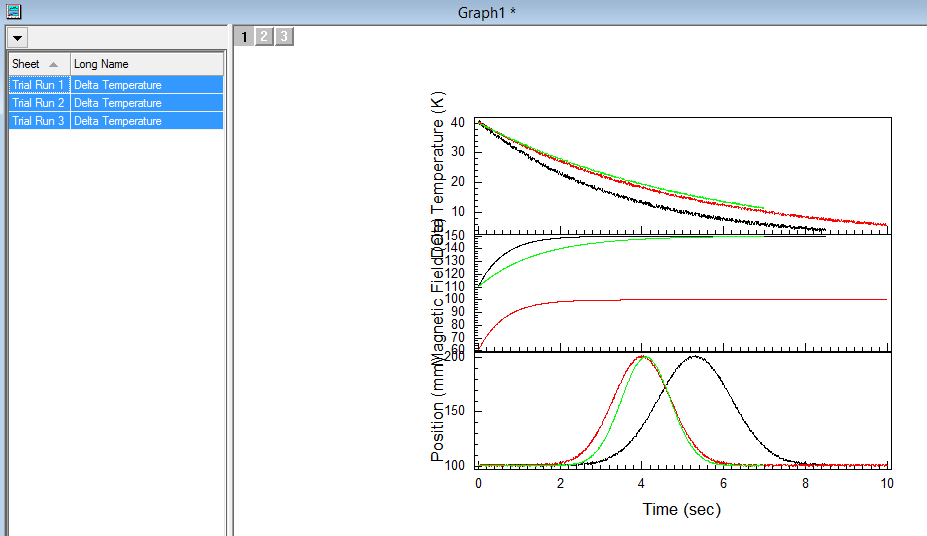 Graph1 *
1 2 3
Sheet Long Name
Trial Run 1 Delta Temperature
Trial Run 2 Delta Temperature
Trial Run 3 Delta Temperature
Delta Temperature (K)
40
30
20
10
Magnetic Field
150
140
130
120
110
100
90
80
70
60
Position (mm
200
150
100
0 2 4 6 8 10
Time (sec)